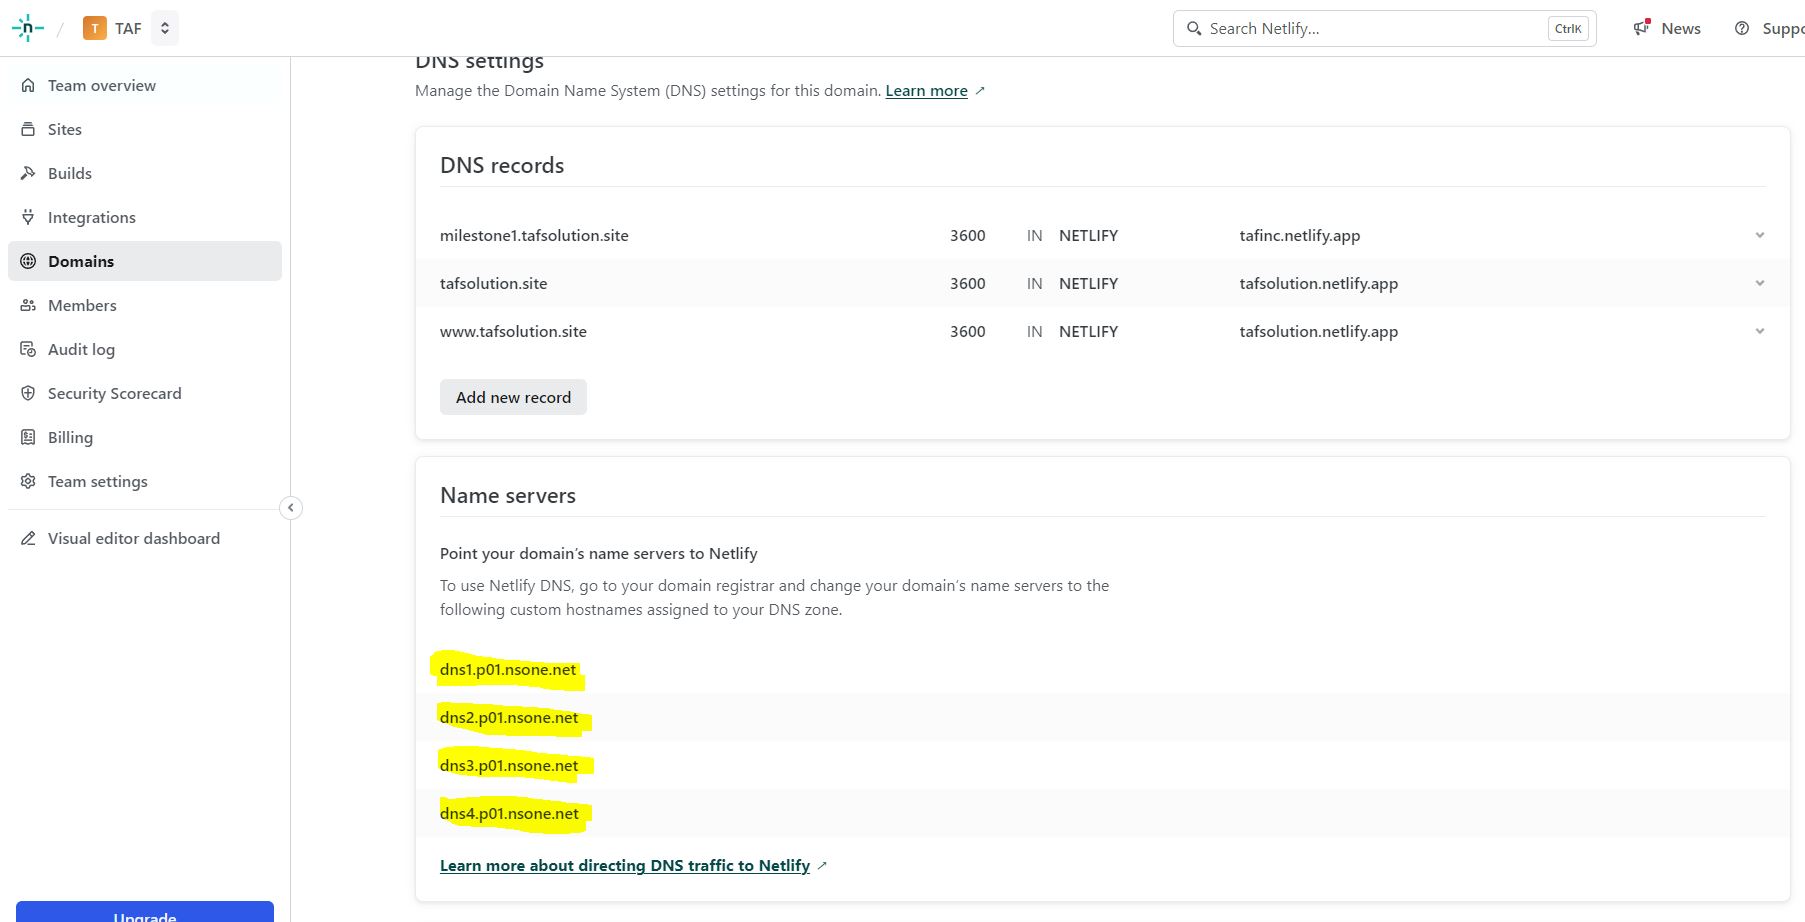 n / T TAF
Search Netlify... CtrlK
News
Suppo
Team overview
Sites
Builds
Integrations
Domains
Members
Audit log
Security Scorecard
Billing
Team settings
Visual editor dashboard
Upgrade
DNS settings
Manage the Domain Name System (DNS) settings for this domain. Learn more ↗
DNS records
milestone1.tafsolution.site 3600 IN NETLIFY tafinc.netlify.app
tafsolution.site 3600 IN NETLIFY tafsolution.netlify.app
www.tafsolution.site 3600 IN NETLIFY tafsolution.netlify.app
Add new record
Name servers
Point your domain’s name servers to Netlify
To use Netlify DNS, go to your domain registrar and change your domain’s name servers to the
following custom hostnames assigned to your DNS zone.
dns1.p01.nsone.net
dns2.p01.nsone.net
dns3.p01.nsone.net
dns4.p01.nsone.net
Learn more about directing DNS traffic to Netlify ↗